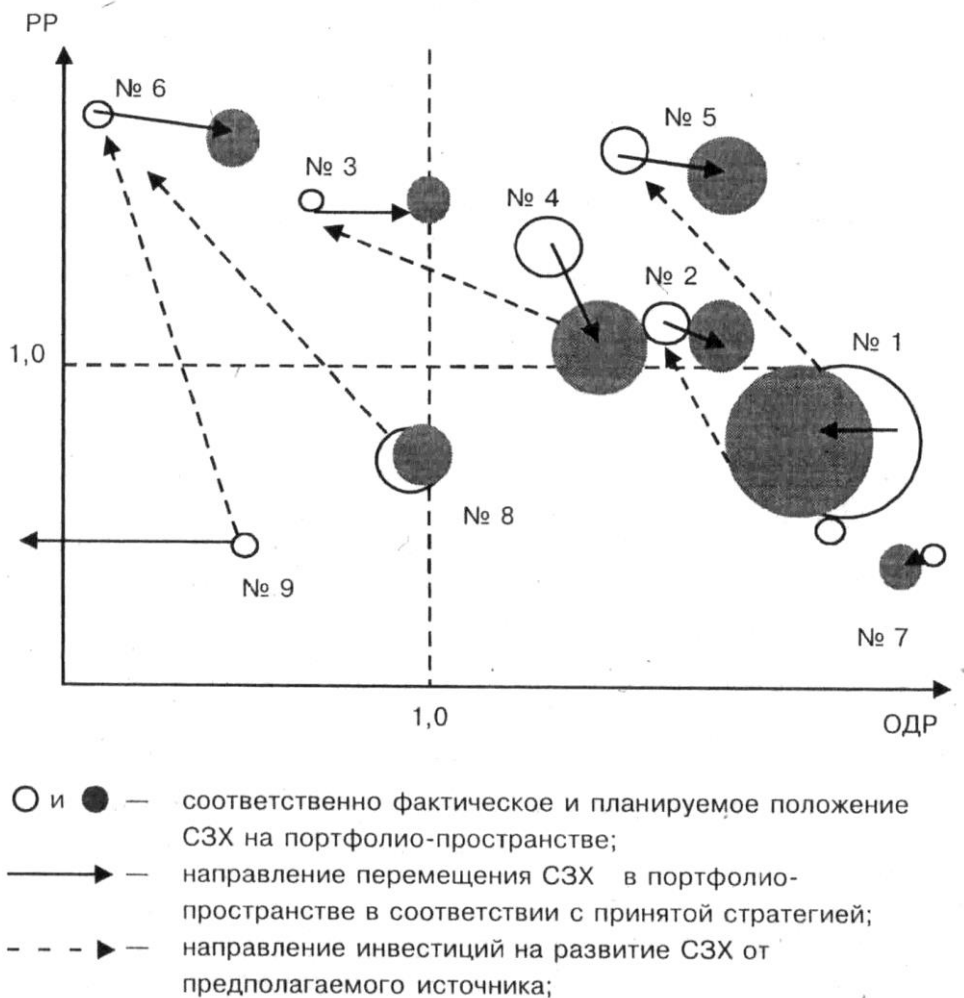 РР
№ 6
№ 5
№ 3
№ 4
№ 2
№ 1
1,0
№ 8
№ 9
№ 7
1,0
ОДР
и — соответственно фактическое и планируемое положение
СЗХ на портфолио-пространстве;
— направление перемещения СЗХ в портфолио-
пространстве в соответствии с принятой стратегией;
— направление инвестиций на развитие СЗХ от
предполагаемого источника;